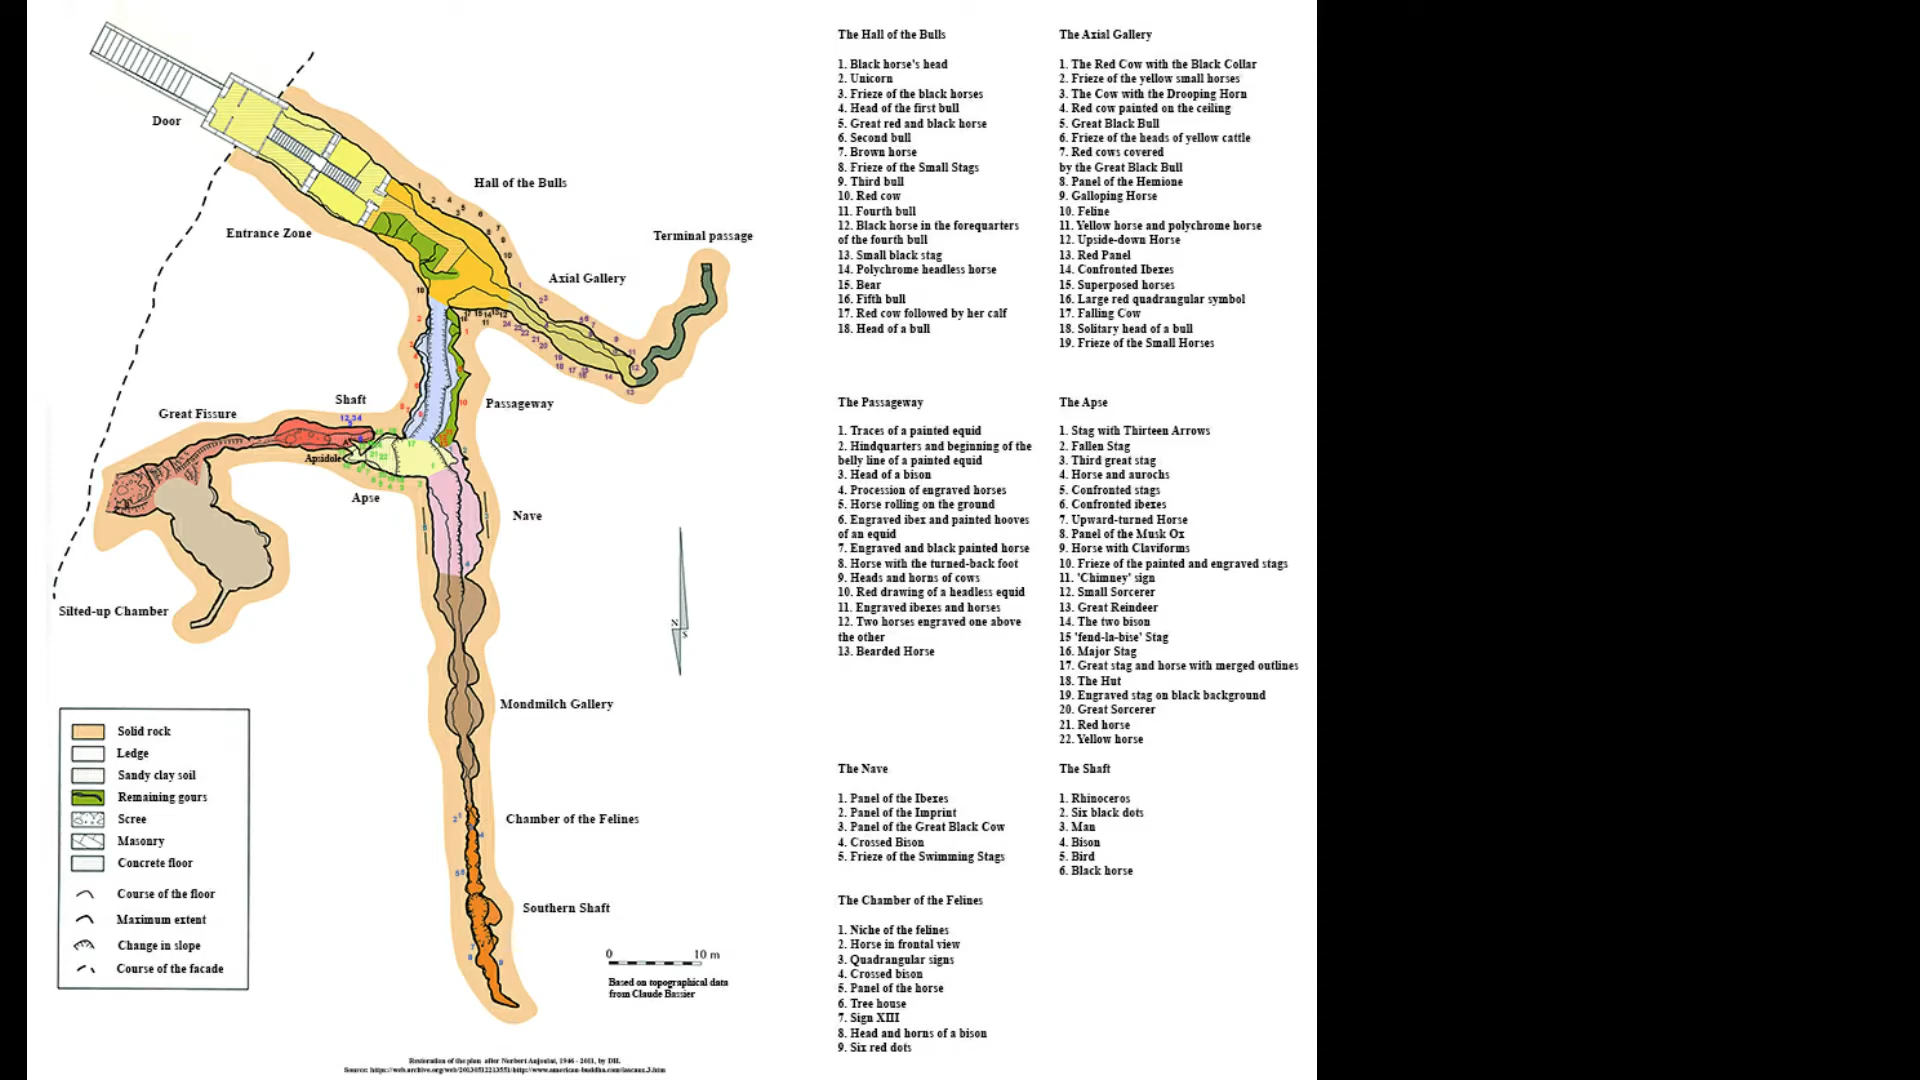 Door
Hall of the Bulls
Entrance Zone
Terminal passage
Axial Gallery
Shaft
Great Fissure
Passageway
Apsidole
Apse
Nave
N
S
Silted-up Chamber
Mondmilch Gallery
Chamber of the Felines
Southern Shaft
Solid rock
Ledge
Sandy clay soil
Remaining gours
Scree
Masonry
Concrete floor
Course of the floor
Maximum extent
Change in slope
Course of the facade
0 10 m
Based on topographical data
from Claude Bassier
Restoration of the plan after Norbert Aujoulat, 1946 - 2011, by DH.
The Hall of the Bulls
1. Black horse's head
2. Unicorn
3. Frieze of the black horses
4. Head of the first bull
5. Great red and black horse
6. Second bull
7. Brown horse
8. Frieze of the Small Stags
9. Third bull
10. Red cow
11. Fourth bull
12. Black horse in the forequarters
of the fourth bull
13. Small black stag
14. Polychrome headless horse
15. Bear
16. Fifth bull
17. Red cow followed by her calf
18. Head of a bull
The Axial Gallery
1. The Red Cow with the Black Collar
2. Frieze of the yellow small horses
3. The Cow with the Drooping Horn
4. Red cow painted on the ceiling
5. Great Black Bull
6. Frieze of the heads of yellow cattle
7. Red cows covered
by the Great Black Bull
8. Panel of the Hemione
9. Galloping Horse
10. Feline
11. Yellow horse and polychrome horse
12. Upside-down Horse
13. Red Panel
14. Confronted Ibexes
15. Superposed horses
16. Large red quadrangular symbol
17. Falling Cow
18. Solitary head of a bull
19. Frieze of the Small Horses
The Passageway
1. Traces of a painted equid
2. Hindquarters and beginning of the
belly line of a painted equid
3. Head of a bison
4. Procession of engraved horses
5. Horse rolling on the ground
6. Engraved ibex and painted hooves
of an equid
7. Engraved and black painted horse
8. Horse with the turned-back foot
9. Heads and horns of cows
10. Red drawing of a headless equid
11. Engraved ibexes and horses
12. Two horses engraved one above
the other
13. Bearded Horse
The Apse
1. Stag with Thirteen Arrows
2. Fallen Stag
3. Third great stag
4. Horse and aurochs
5. Confronted stags
6. Confronted ibexes
7. Upward-turned Horse
8. Panel of the Musk Ox
9. Horse with Claviforms
10. Frieze of the painted and engraved stags
11. 'Chimney' sign
12. Small Sorcerer
13. Great Reindeer
14. The two bison
15 'fend-la-bise' Stag
16. Major Stag
17. Great stag and horse with merged outlines
18. The Hut
19. Engraved stag on black background
20. Great Sorcerer
21. Red horse
22. Yellow horse
The Nave
1. Panel of the Ibexes
2. Panel of the Imprint
3. Panel of the Great Black Cow
4. Crossed Bison
5. Frieze of the Swimming Stags
The Shaft
1. Rhinoceros
2. Six black dots
3. Man
4. Bison
5. Bird
6. Black horse
The Chamber of the Felines
1. Niche of the felines
2. Horse in frontal view
3. Quadrangular signs
4. Crossed bison
5. Panel of the horse
6. Tree house
7. Sign XIII
8. Head and horns of a bison
9. Six red dots